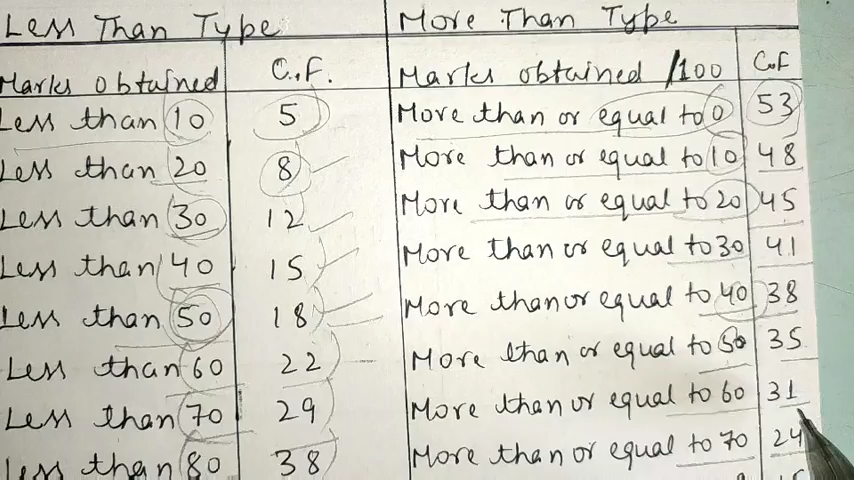 Less Than Type More Than Type
Marks obtained C.F. Marks obtained /100 C.F
Less than 10 5 More than or equal to 0 53
Less than 20 8 More than or equal to 10 48
Less than 30 12 More than or equal to 20 45
Less than 40 15 More than or equal to 30 41
Less than 50 18 More than or equal to 40 38
Less than 60 22 More than or equal to 50 35
Less than 70 29 More than or equal to 60 31
Less than 80 38 More than or equal to 70 24